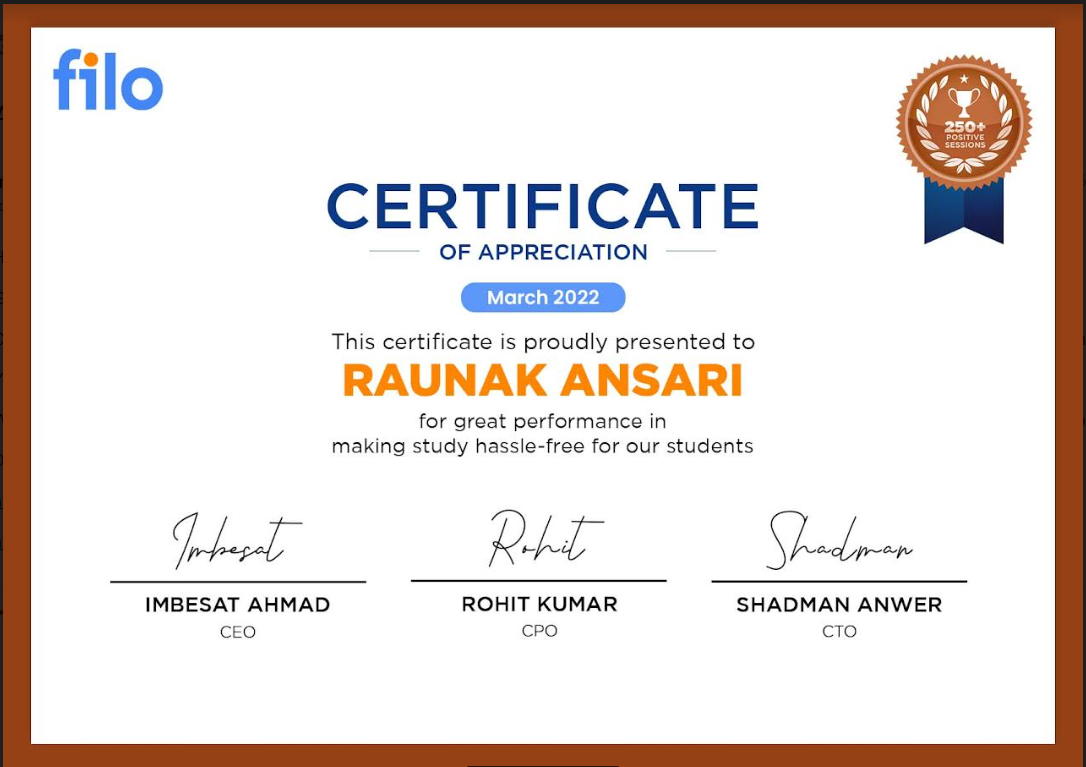 filo
250+
POSITIVE
SESSIONS
CERTIFICATE
OF APPRECIATION
March 2022
This certificate is proudly presented to
RAUNAK ANSARI
for great performance in
making study hassle-free for our students
Imbesat
Rohit
Shadman
IMBESAT AHMAD
ROHIT KUMAR
SHADMAN ANWER
CEO
CPO
CTO